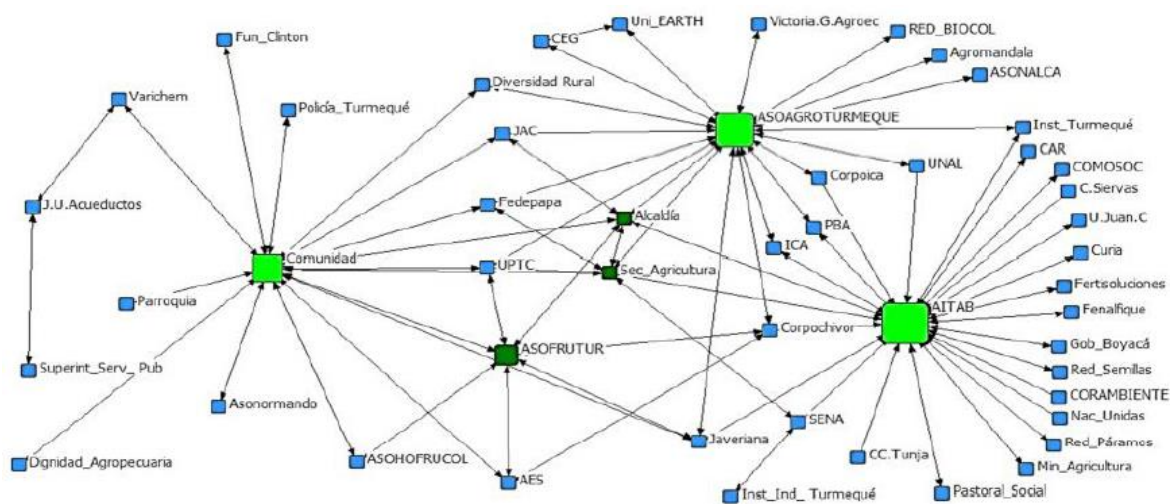 Uni_EARTH
Victoria.G.Agroec
CEG
RED_BIOCOL
Fun_Clinton
Agromandala
ASONALCA
Diversidad Rural
Varichem
Policía_Turmequé
ASOAGROTURMEQUE
Inst_Turmequé
JAC
CAR
UNAL
COMOSOC
Corpoica
C.Siervas
J.U.Acueductos
Fedepapa
Alcaldía
PBA
U.Juan.C
ICA
Comunidad
UPTC
Sec_Agricultura
Curia
Parroquia
Fertisoluciones
AITAB
Fenalfique
Corpochivor
ASOFRUTUR
Gob_Boyacá
Superint_Serv_ Pub
Red_Semillas
CORAMBIENTE
Asonormando
Nac_Unidas
SENA
Javeriana
Red_Páramos
CC.Tunja
Dignidad_Agropecuaria
ASOHOFRUCOL
Min_Agricultura
AES
Inst_Ind_ Turmequé
Pastoral_Social